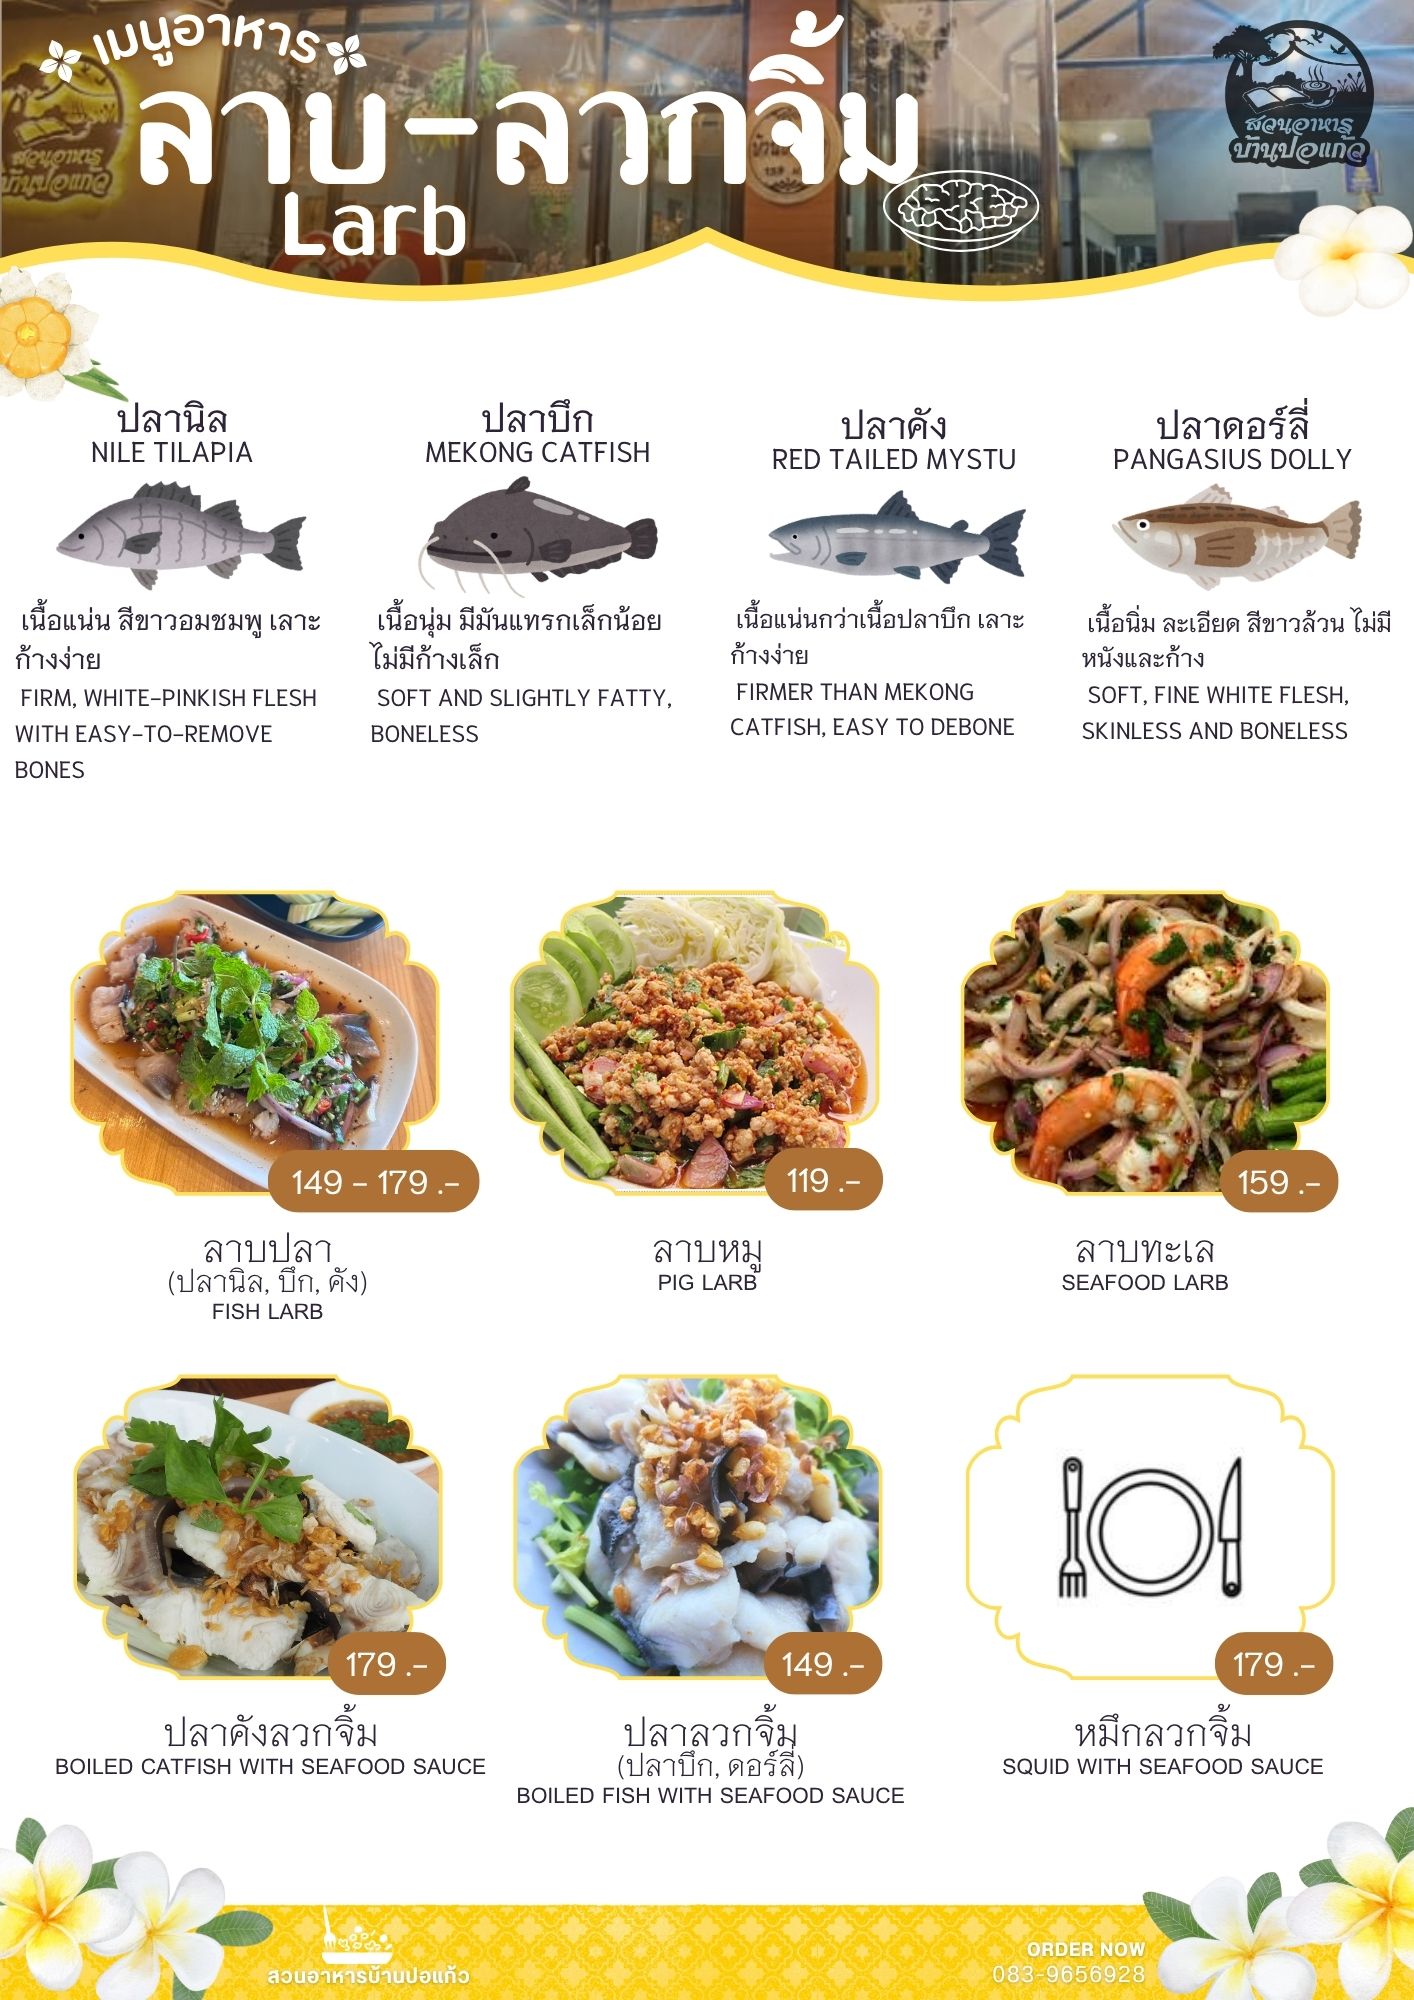 เมนูอาหาร
ลาบ-ลวกจิ้ม
Larb
สวนอาหาร
บ้านปอแก้ว
สวนอาหาร
บ้านปอแก้ว
ปลานิล
NILE TILAPIA
เนื้อแน่น สีขาวอมชมพู เลาะ
ก้างง่าย
FIRM, WHITE-PINKISH FLESH
WITH EASY-TO-REMOVE
BONES
ปลาบึก
MEKONG CATFISH
เนื้อนุ่ม มีมันแทรกเล็กน้อย
ไม่มีก้างเล็ก
SOFT AND SLIGHTLY FATTY,
BONELESS
ปลาคัง
RED TAILED MYSTU
เนื้อแน่นกว่าเนื้อปลาบึก เลาะ
ก้างง่าย
FIRMER THAN MEKONG
CATFISH, EASY TO DEBONE
ปลาดอร์ลี่
PANGASIUS DOLLY
เนื้อนิ่ม ละเอียด สีขาวล้วน ไม่มี
หนังและก้าง
SOFT, FINE WHITE FLESH,
SKINLESS AND BONELESS
149 - 179 .-
ลาบปลา
(ปลานิล, บึก, คัง)
FISH LARB
119 .-
ลาบหมู
PIG LARB
159 .-
ลาบทะเล
SEAFOOD LARB
179 .-
ปลาคังลวกจิ้ม
BOILED CATFISH WITH SEAFOOD SAUCE
149 .-
ปลาลวกจิ้ม
(ปลาบึก, ดอร์ลี่)
BOILED FISH WITH SEAFOOD SAUCE
179 .-
หมึกลวกจิ้ม
SQUID WITH SEAFOOD SAUCE
สวนอาหารบ้านปอแก้ว
ORDER NOW
083-9656928